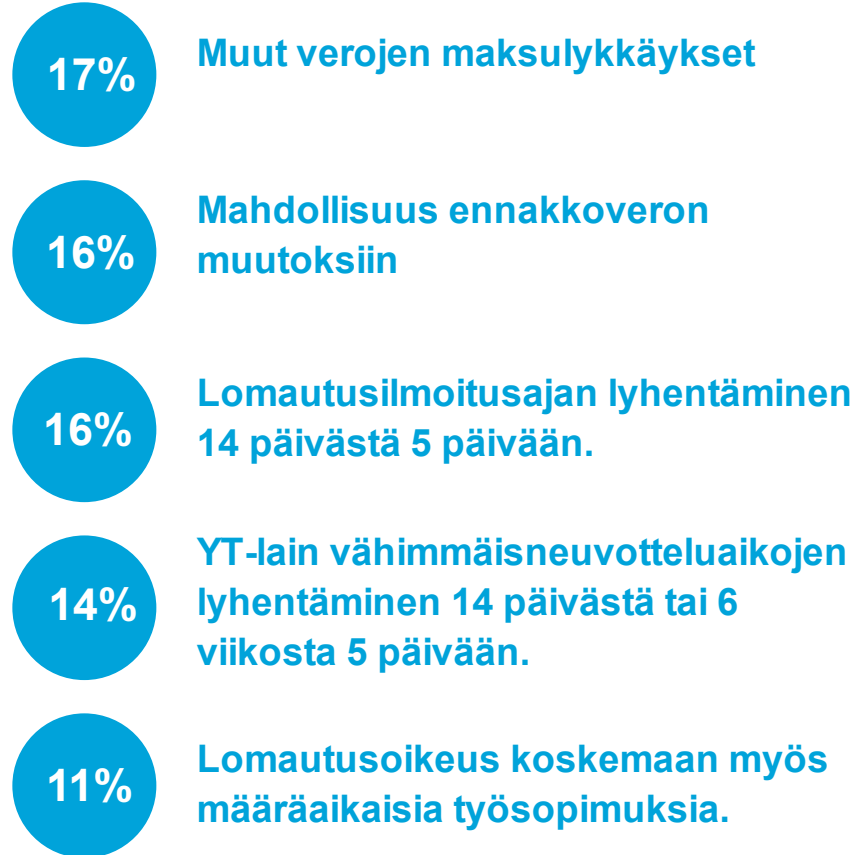 17%
Muut verojen maksulykkäykset
16%
Mahdollisuus ennakkoveron
muutoksiin
16%
Lomautusilmoitusajan lyhentäminen
14 päivästä 5 päivään.
14%
YT-lain vähimmäisneuvotteluaikojen
lyhentäminen 14 päivästä tai 6
viikosta 5 päivään.
11%
Lomautusoikeus koskemaan myös
määräaikaisia työsopimuksia.